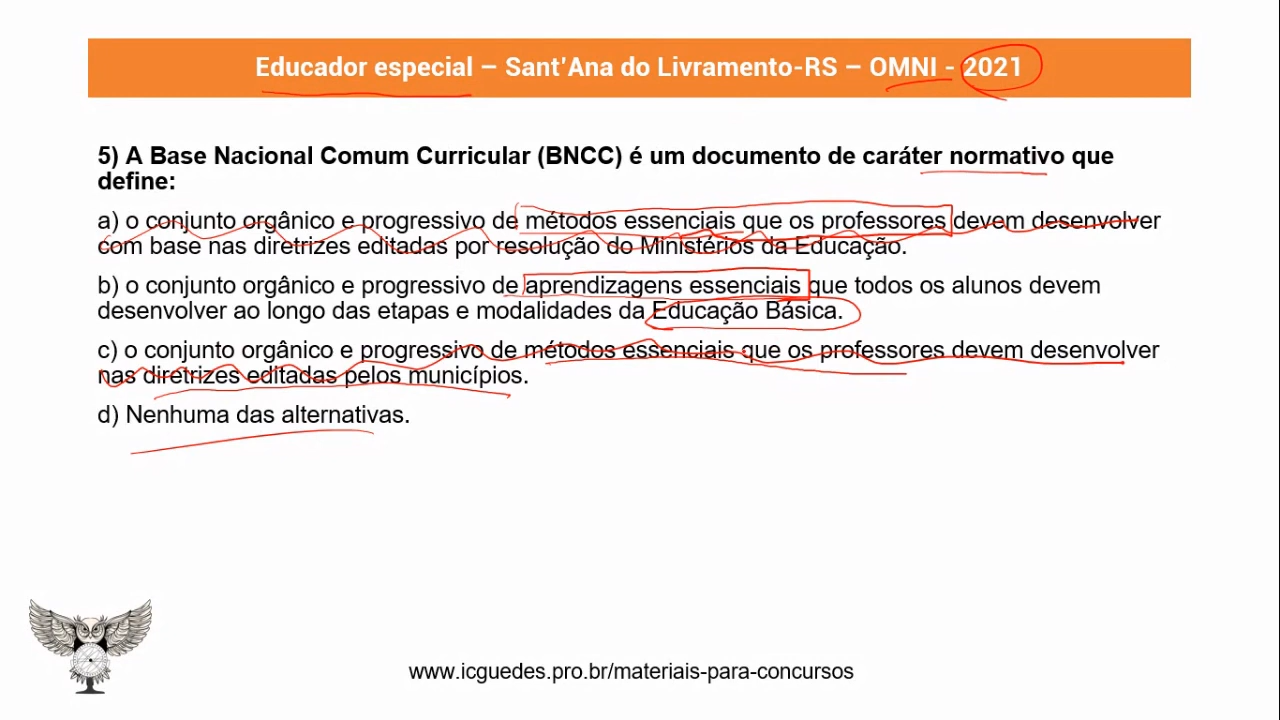 Educador especial – Sant'Ana do Livramento-RS – OMNI - 2021
5) A Base Nacional Comum Curricular (BNCC) é um documento de caráter normativo que
define:
a) o conjunto orgânico e progressivo de métodos essenciais que os professores devem desenvolver
com base nas diretrizes editadas por resolução do Ministérios da Educação.
b) o conjunto orgânico e progressivo de aprendizagens essenciais que todos os alunos devem
desenvolver ao longo das etapas e modalidades da Educação Básica.
c) o conjunto orgânico e progressivo de métodos essenciais que os professores devem desenvolver
nas diretrizes editadas pelos municípios.
d) Nenhuma das alternativas.
www.icguedes.pro.br/materiais-para-concursos